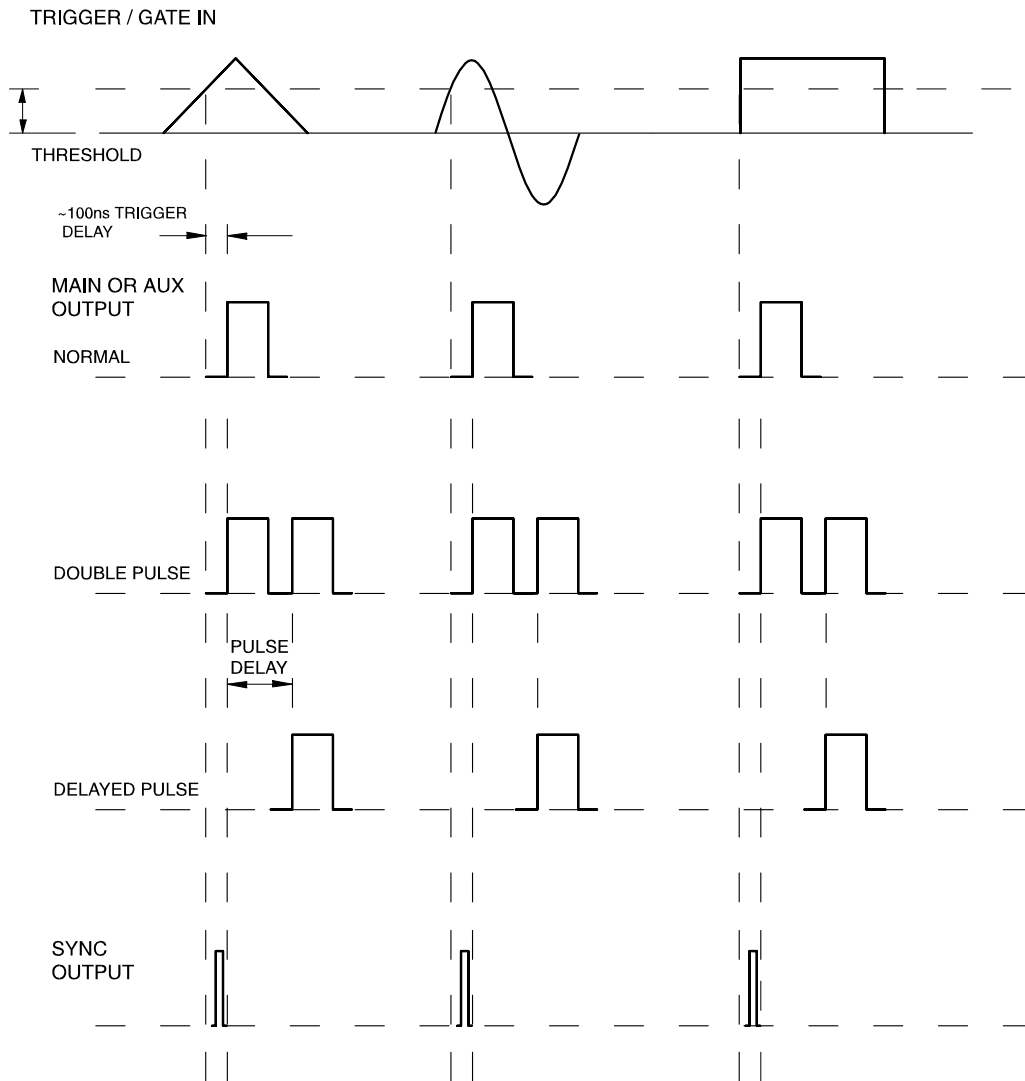 TRIGGER / GATE IN
THRESHOLD
~100ns TRIGGER
DELAY
MAIN OR AUX
OUTPUT
NORMAL
DOUBLE PULSE
PULSE
DELAY
DELAYED PULSE
SYNC
OUTPUT